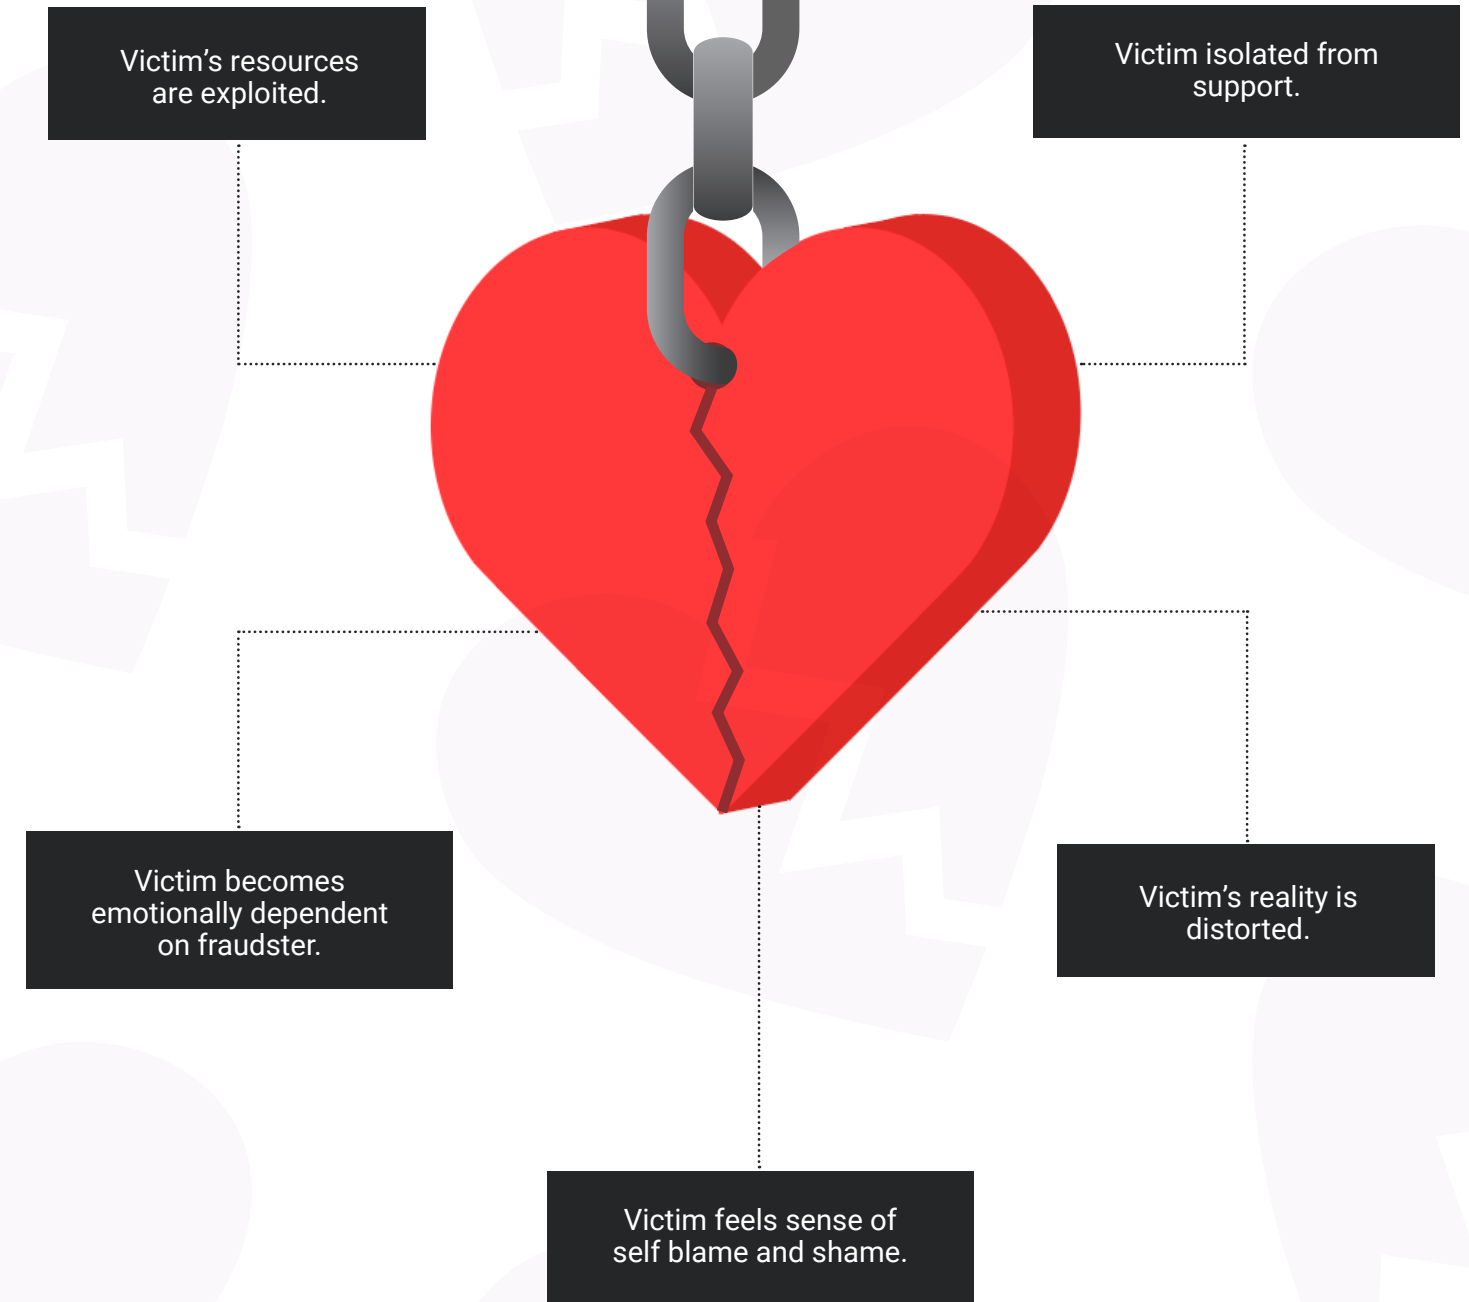 Victim’s resources
are exploited.
Victim isolated from
support.
Victim becomes
emotionally dependent
on fraudster.
Victim’s reality is
distorted.
Victim feels sense of
self blame and shame.